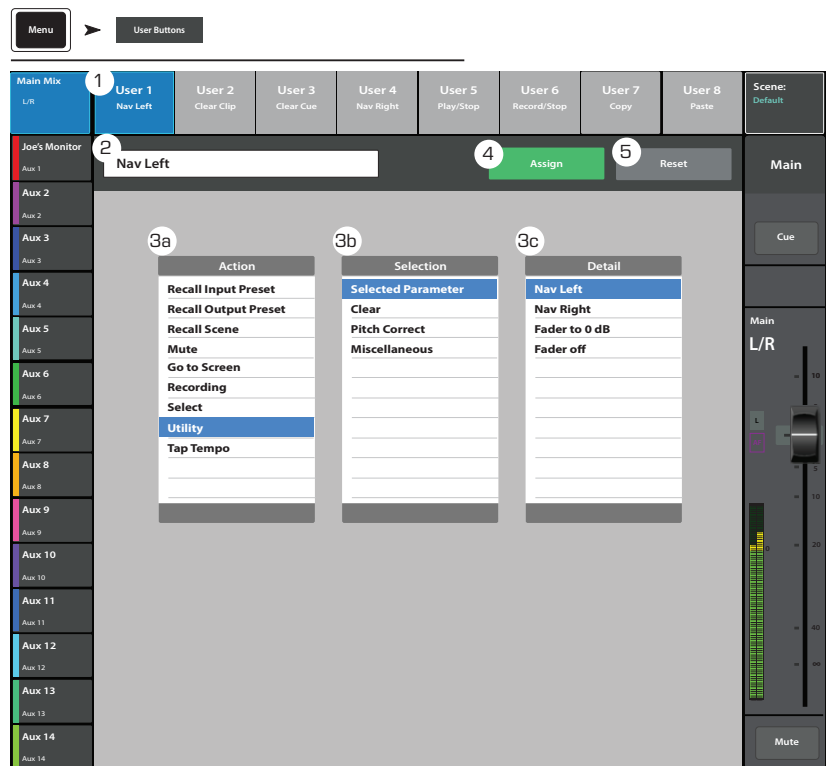 Menu
User Buttons
Main Mix
L/R
1
User 1
Nav Left
User 2
Clear Clip
User 3
Clear Cue
User 4
Nav Right
User 5
Play/Stop
User 6
Record/Stop
User 7
Copy
User 8
Paste
Scene:
Default
Joe's Monitor
Aux 1
2
Nav Left
4
Assign
5
Reset
Main
Aux 2
Aux 2
Aux 3
Aux 3
Cue
Aux 4
Aux 4
Aux 5
Aux 5
Aux 6
Aux 6
Aux 7
Aux 7
Aux 8
Aux 8
Aux 9
Aux 9
Aux 10
Aux 10
Aux 11
Aux 11
Aux 12
Aux 12
Aux 13
Aux 13
Aux 14
Aux 14
3a
Action
Recall Input Preset
Recall Output Preset
Recall Scene
Mute
Go to Screen
Recording
Select
Utility
Tap Tempo
3b
Selection
Selected Parameter
Clear
Pitch Correct
Miscellaneous
3c
Detail
Nav Left
Nav Right
Fader to 0 dB
Fader off
Main
L/R
10
L
5
10
0
20
40
∞
Mute